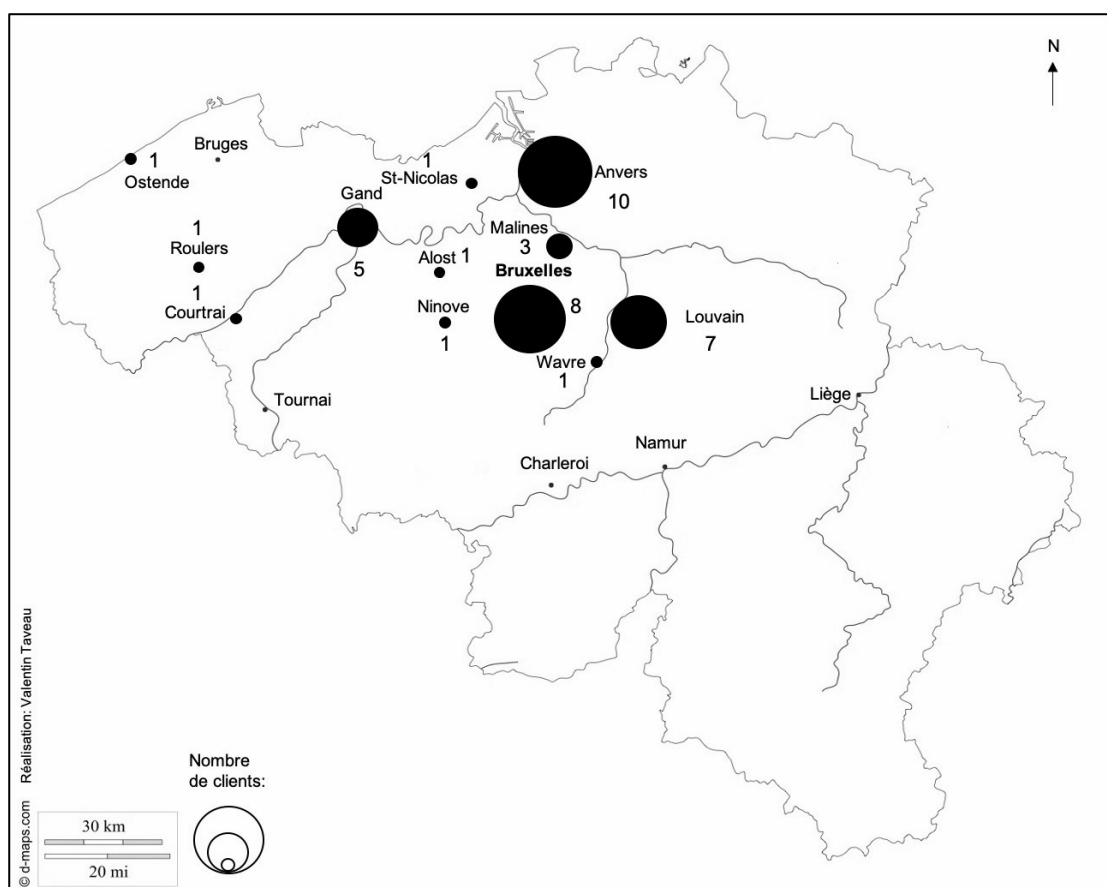 N
Bruges
1
Ostende
1
St-Nicolas
Anvers
10
Gand
5
1
Roulers
1
Courtrai
Malines
3
Alost 1
Bruxelles
8
Ninove
1
Louvain
7
Wavre
1
Tournai
Liège
Namur
Charleroi
Nombre
de clients:
30 km
20 mi
© d-maps.com Réalisation: Valentin Taveau